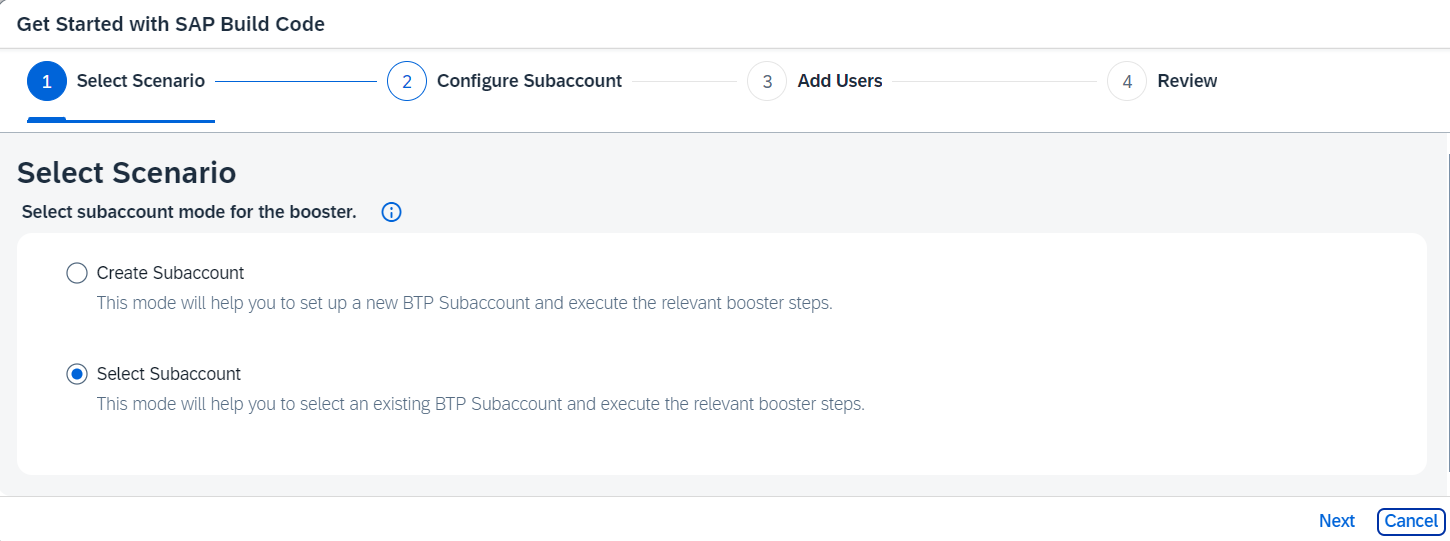 Get Started with SAP Build Code
1 Select Scenario 2 Configure Subaccount 3 Add Users 4 Review
Select Scenario
Select subaccount mode for the booster.
Create Subaccount
This mode will help you to set up a new BTP Subaccount and execute the relevant booster steps.
Select Subaccount
This mode will help you to select an existing BTP Subaccount and execute the relevant booster steps.
Next Cancel